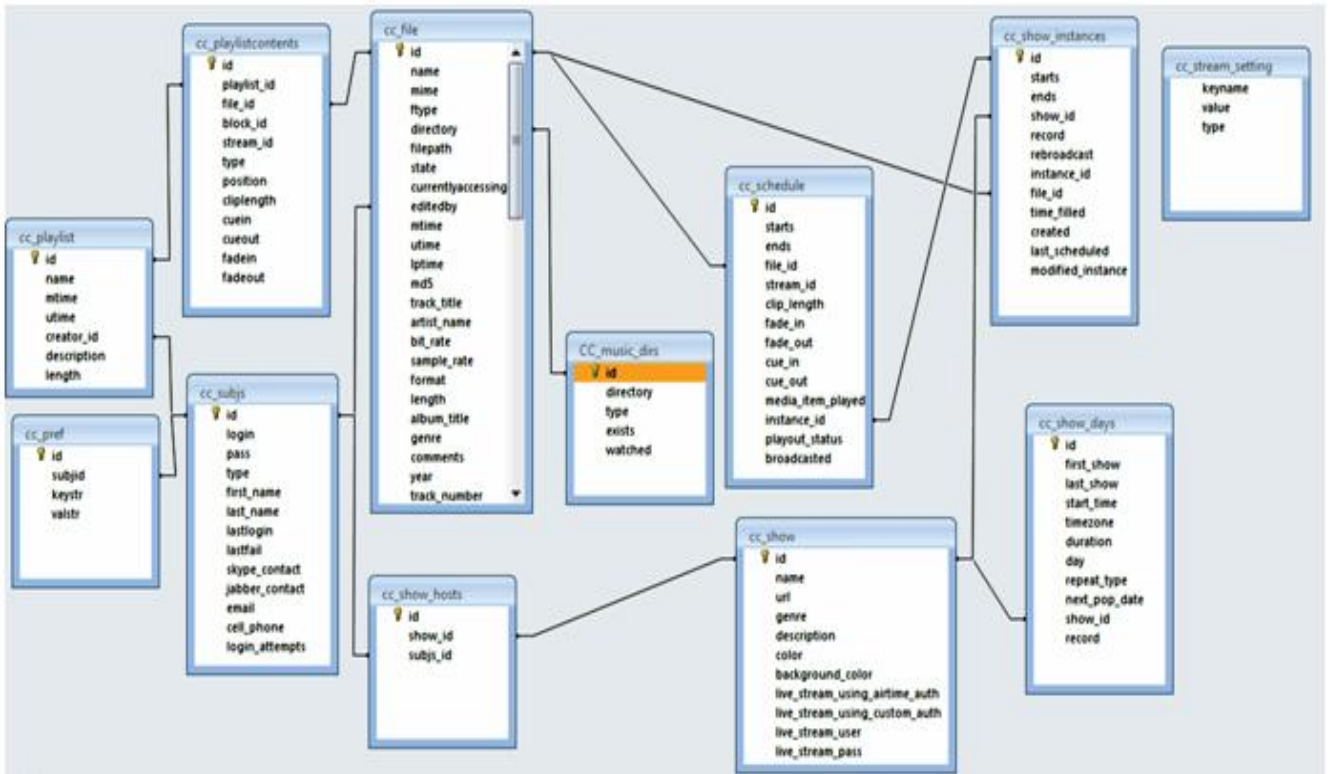 cc_playlistcontents
id
playlist_id
file_id
block_id
stream_id
type
position
cliplength
cuein
cueout
fadein
fadeout
cc_file
id
name
mime
ftype
directory
filepath
state
currentlyaccessing
editedby
mtime
utime
lptime
md5
track_title
artist_name
bit_rate
sample_rate
format
length
album_title
genre
comments
year
track_number
cc_show_instances
id
starts
ends
show_id
record
rebroadcast
instance_id
file_id
time_filled
created
last_scheduled
modified_instance
cc_stream_setting
keyname
value
type
cc_schedule
id
starts
ends
file_id
stream_id
clip_length
fade_in
fade_out
cue_in
cue_out
media_item_played
instance_id
playout_status
broadcasted
cc_playlist
id
name
mtime
utime
creator_id
description
length
CC_music_dirs
id
directory
type
exists
watched
cc_subjs
id
login
pass
type
first_name
last_name
lastlogin
lastfail
skype_contact
jabber_contact
email
cell_phone
login_attempts
cc_pref
id
subjid
keystr
valstr
cc_show_days
id
first_show
last_show
start_time
timezone
duration
day
repeat_type
next_pop_date
show_id
record
cc_show_hosts
id
show_id
subjs_id
cc_show
id
name
url
genre
description
color
background_color
live_stream_using_airtime_auth
live_stream_using_custom_auth
live_stream_user
live_stream_pass